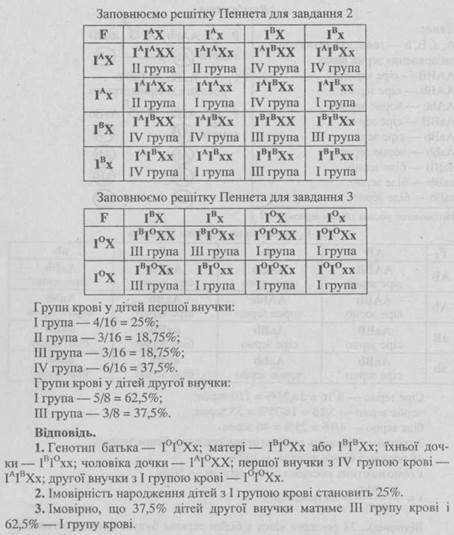 Заповнюємо решітку Пеннета для завдання 2
F IᴬX Iᴬx IᴮX Iᴮx
IᴬX IᴬIᴬXX IᴬIᴬXx IᴬIᴮXX IᴬIᴮXx
II група II група IV група IV група
Iᴬx IᴬIᴬXx IᴬIᴬxx IᴬIᴮXx IᴬIᴮxx
II група I група IV група I група
IᴮX IᴬIᴮXX IᴬIᴮXx IᴮIᴮXX IᴮIᴮXx
IV група IV група III група III група
Iᴮx IᴬIᴮXx IᴬIᴮxx IᴮIᴮXx IᴮIᴮxx
IV група I група III група I група
Заповнюємо решітку Пеннета для завдання 3
F IᴮX Iᴮx IᴼX Iᴼx
IᴼX IᴮIᴼXX IᴮIᴼXx IᴼIᴼXX IᴼIᴼXx
III група III група I група I група
IᴼX IᴮIᴼXx IᴮIᴼxx IᴼIᴼXx IᴼIᴼxx
III група I група I група I група
Групи крові у дітей першої внучки:
I група — 4/16 = 25%;
II група — 3/16 = 18,75%;
III група — 3/16 = 18,75%;
IV група — 6/16 = 37,5%.
Групи крові у дітей другої внучки:
I група — 5/8 = 62,5%;
III група — 3/8 = 37,5%.
Відповідь.
1. Генотип батька — IᴼIᴼXx; матері — IᴮIᴼXx або IᴮIᴮXx; їхньої доч-
ки — IᴮIᴼxx; чоловіка дочки — IᴬIᴼXX; першої внучки з IV групою крові —
IᴬIᴮXx; другої внучки з I групою крові — IᴼIᴼXx.
2. Імовірність народження дітей з I групою крові становить 25%.
3. Імовірно, що 37,5% дітей другої внучки матиме III групу крові і
62,5% — I групу крові.